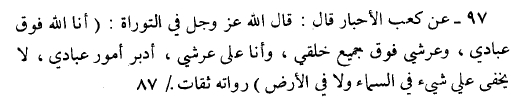 ٩٧ ـ عن كعب الأحبار قال : قال الله عز وجل في التوراة : ( أنا الله فوق
عبادي ، وعرشي فوق جميع خلقي ، وأنا على عرشي ، أدبر أمور عبادي ، لا
يخفى علي شيء في السماء ولا في الأرض ) رواته ثقات ./ ٨٧